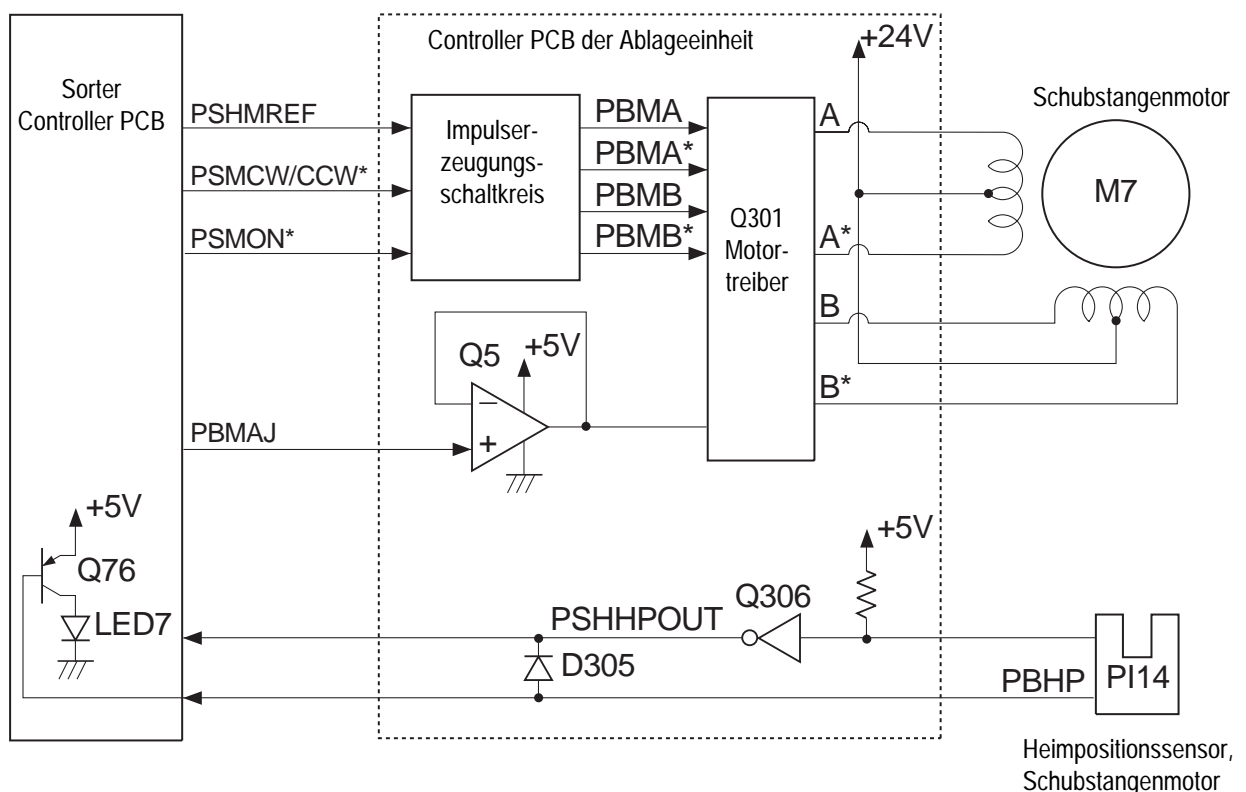 Controller PCB der Ablageeinheit
+24V
Sorter
Controller PCB
Schubstangenmotor
PSHMREF
PSMCW/CCW*
PSMON*
Impulser-
zeugungs-
schaltkreis
PBMA
PBMA*
PBMB
PBMB*
Q301
Motor-
treiber
A
A*
B
B*
M7
Q5
+5V
−
+
PBMAJ
+5V
Q76
LED7
+5V
Q306
PSHHPOUT
D305
PBHP
PI14
Heimpositionssensor,
Schubstangenmotor